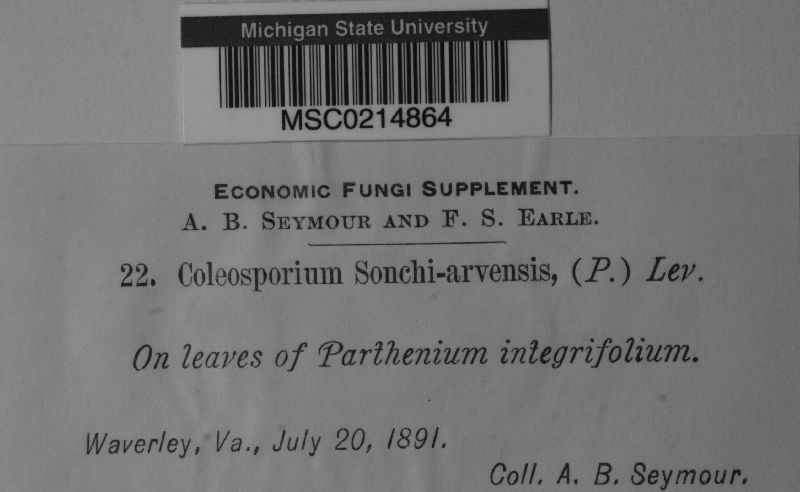 Michigan State University
MSC0214864
ECONOMIC FUNGI SUPPLEMENT.
A. B. SEYMOUR AND F. S. EARLE.
22. Coleosporium Sonchi-arvensis, (P.) Lev.
On leaves of Parthenium integrifolium.
Waverley, Va., July 20, 1891.
Coll. A. B. Seymour.